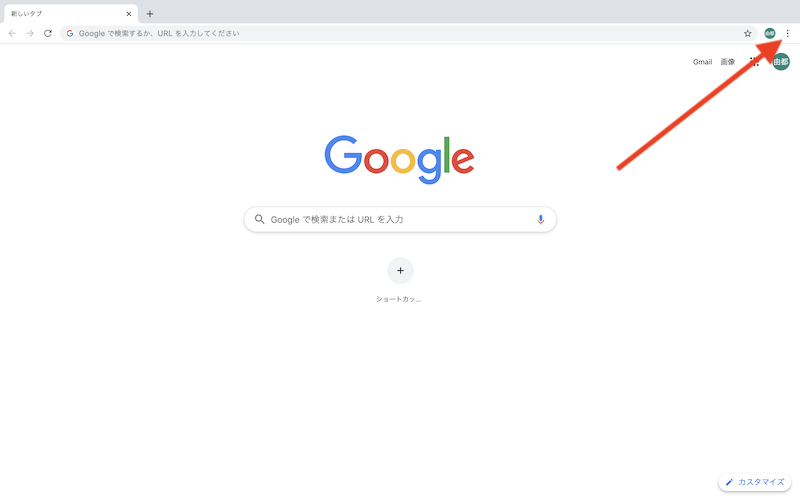 新しいタブ
Google で検索するか、URL を入力してください
由都
Gmail 画像 由都
Google
Google で検索または URL を入力
ショートカッ...
カスタマイズ